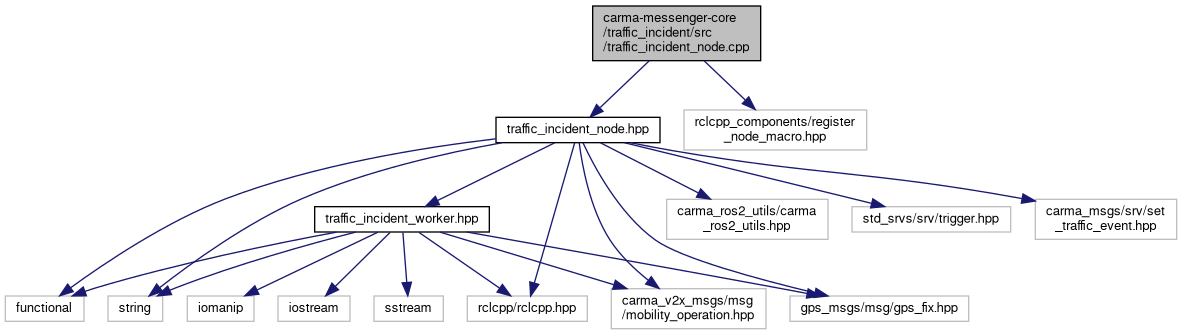 carma-messenger-core
/traffic_incident/src
/traffic_incident_node.cpp
traffic_incident_node.hpp
rclcpp_components/register
_node_macro.hpp
traffic_incident_worker.hpp
carma_ros2_utils/carma
_ros2_utils.hpp
std_srvs/srv/trigger.hpp
carma_msgs/srv/set
_traffic_event.hpp
functional
string
iomanip
iostream
sstream
rclcpp/rclcpp.hpp
carma_v2x_msgs/msg
/mobility_operation.hpp
gps_msgs/msg/gps_fix.hpp